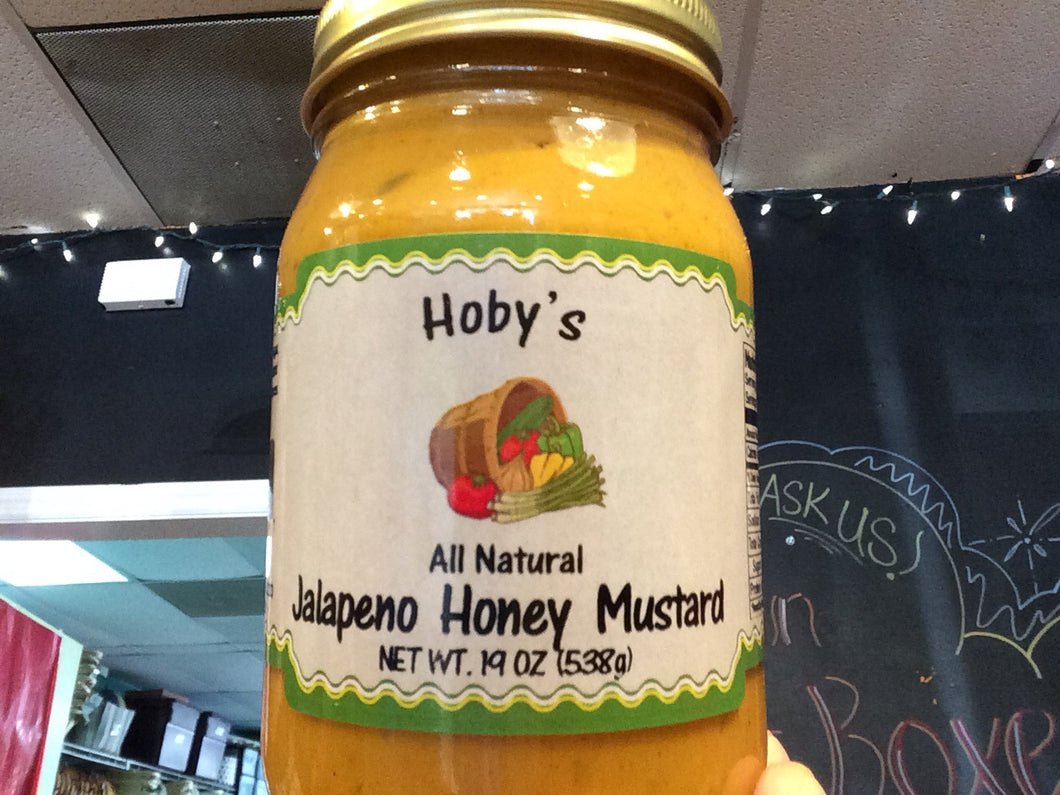 Hoby's
All Natural
Jalapeno Honey Mustard
NET WT. 19 OZ (538g)
ASK US!